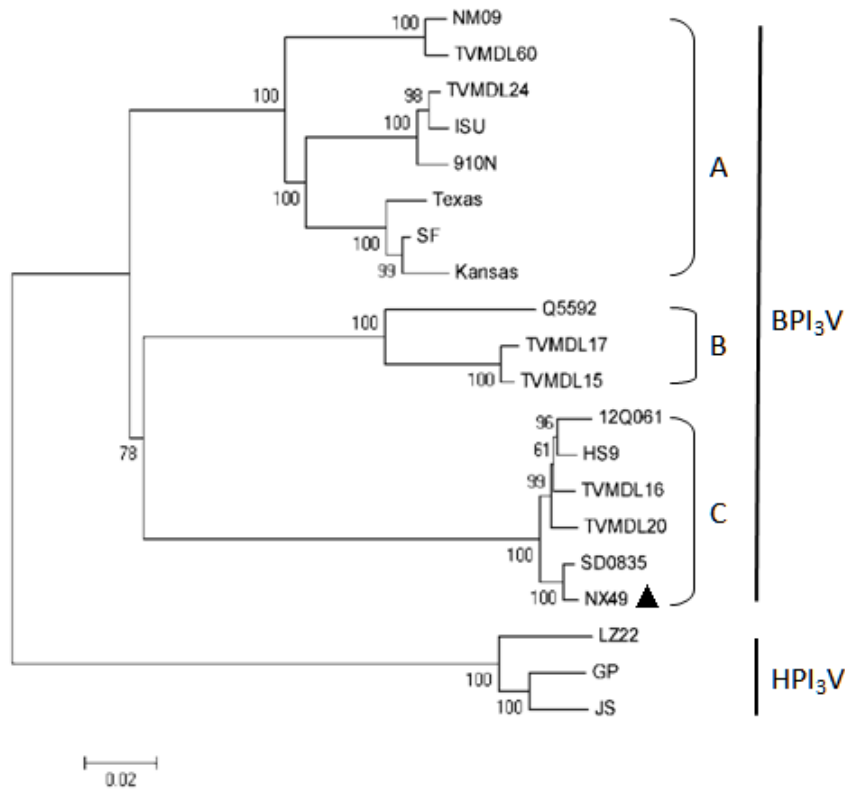 100
NM09
TVMDL60
100
98
TVMDL24
100
ISU
910N
A
100
Texas
100
SF
99
Kansas
Q5592
100
BPI₃V
TVMDL17
B
100
TVMDL15
96
12Q061
78
61
HS9
99
TVMDL16
C
TVMDL20
100
SD0835
100
NX49
LZ22
100
GP
HPI₃V
100
JS
0.02